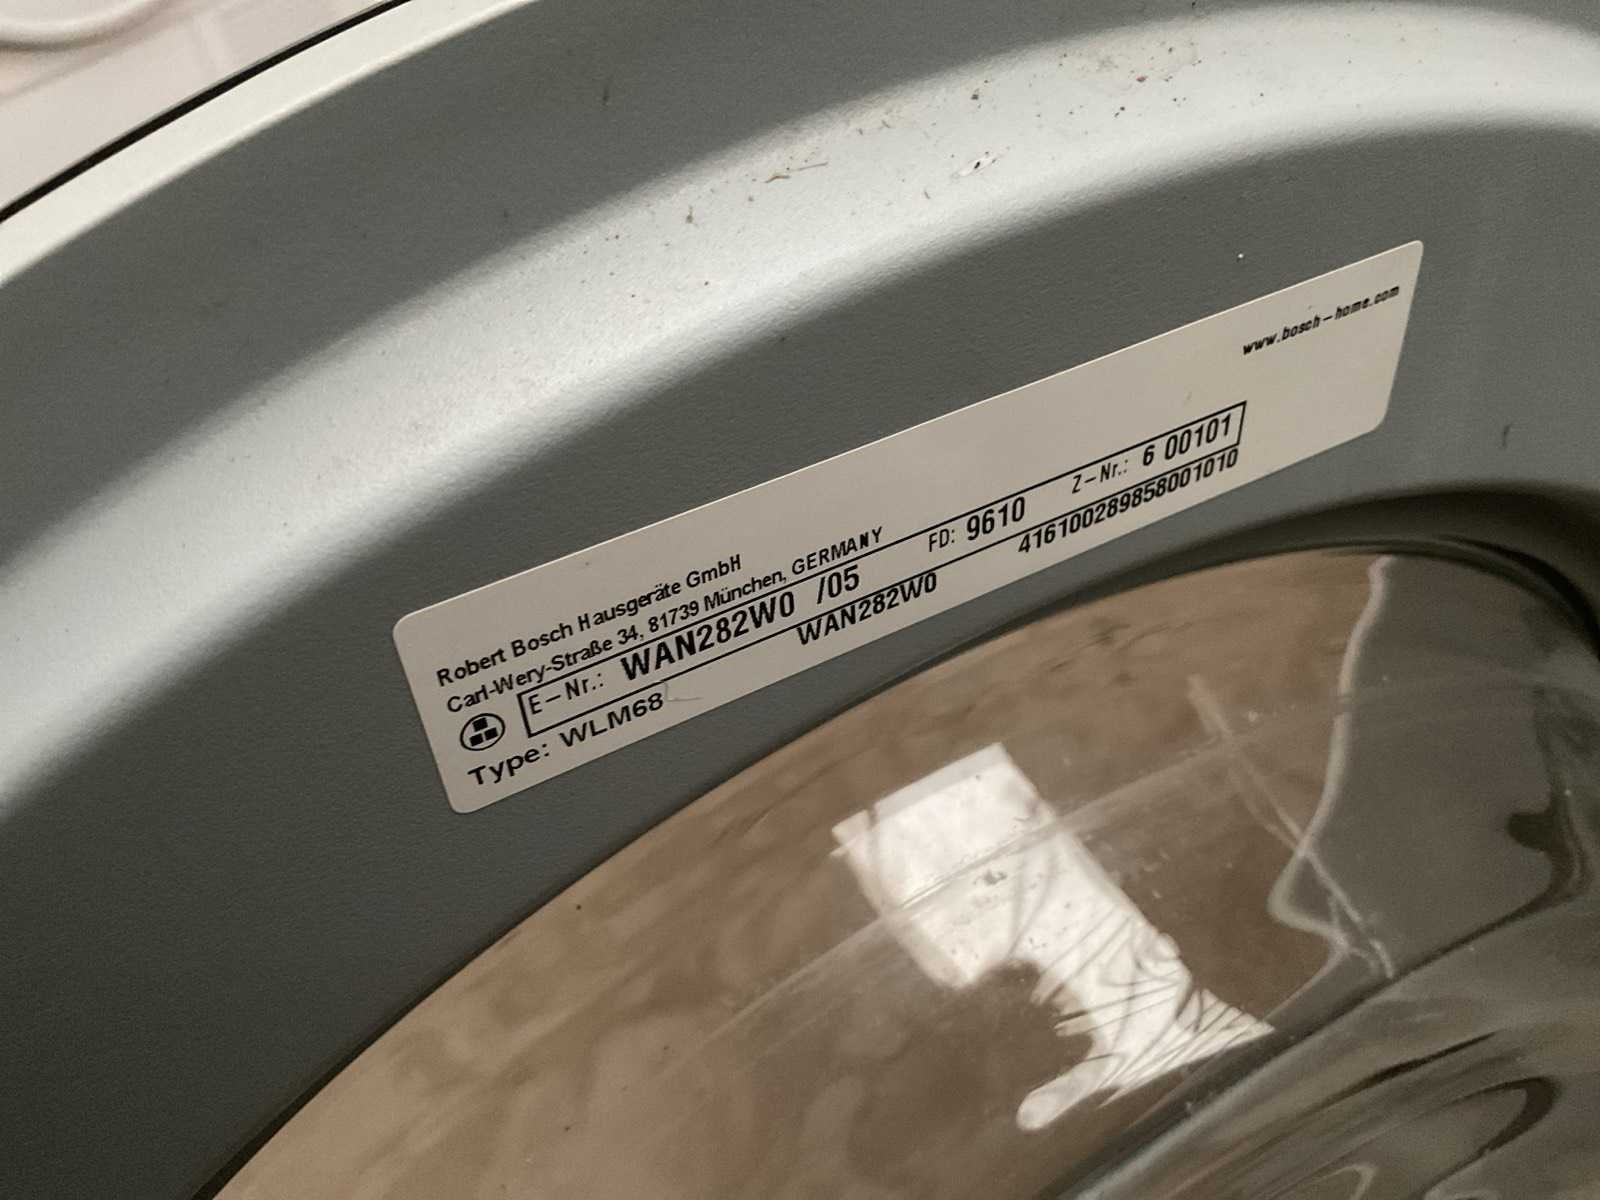 www.bosch-home.com
Robert Bosch Hausgeräte GmbH
Carl-Wery-Straße 34, 81739 München, GERMANY
E-Nr.: WAN282W0 /05 FD: 9610 Z-Nr.: 6 00101
Type: WLM68 WAN282W0 416100289858001010